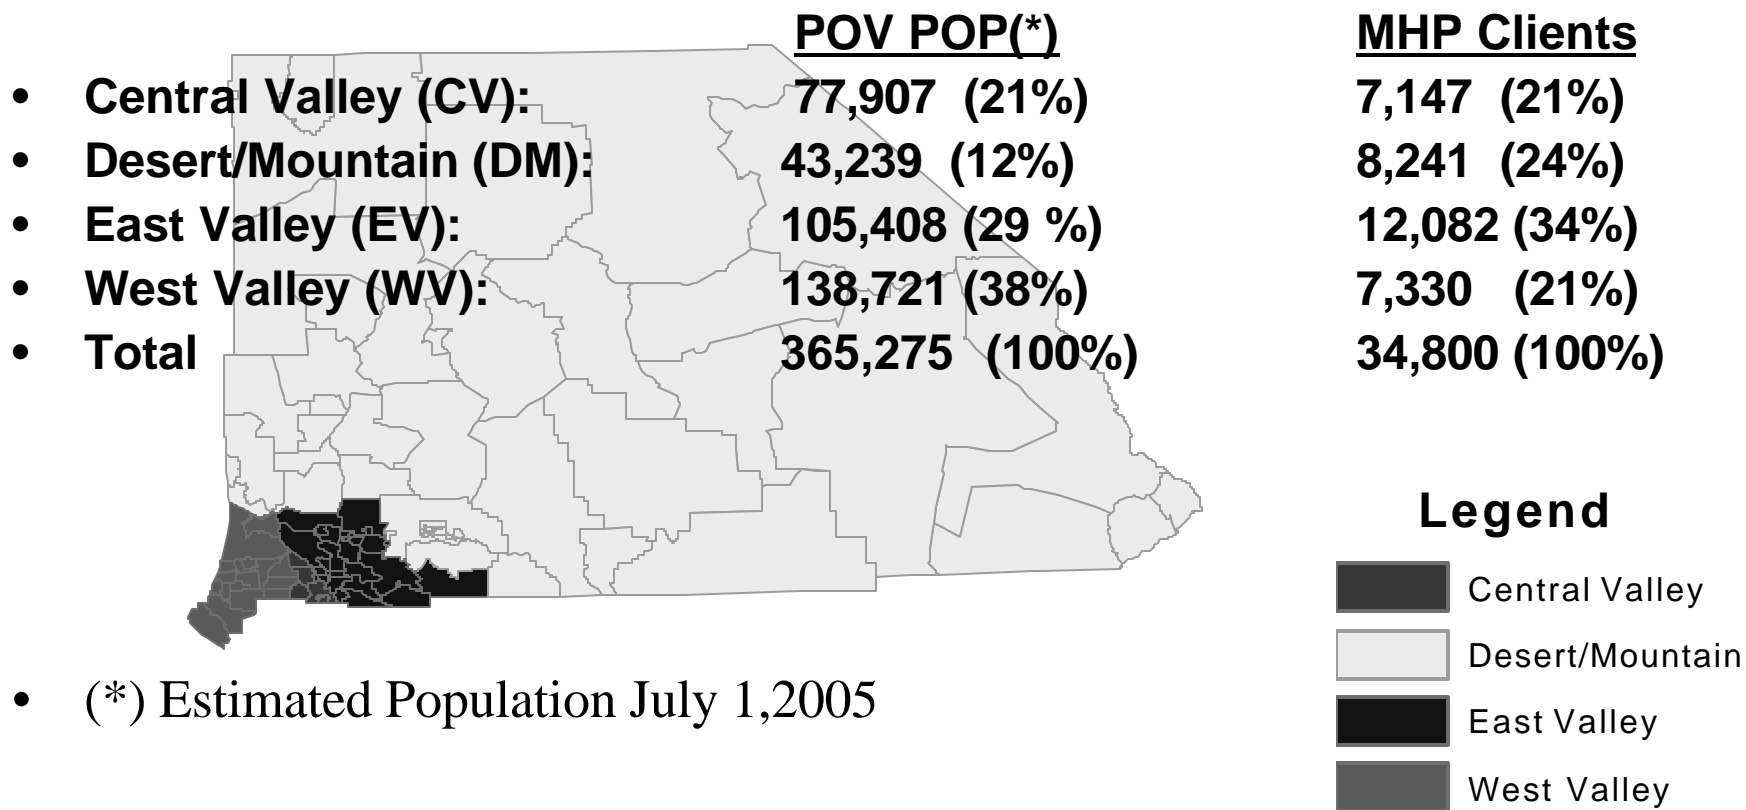 POV POP(*) MHP Clients
• Central Valley (CV): 77,907 (21%) 7,147 (21%)
• Desert/Mountain (DM): 43,239 (12%) 8,241 (24%)
• East Valley (EV): 105,408 (29 %) 12,082 (34%)
• West Valley (WV): 138,721 (38%) 7,330 (21%)
• Total 365,275 (100%) 34,800 (100%)
Legend
Central Valley
Desert/Mountain
East Valley
West Valley
• (*) Estimated Population July 1,2005